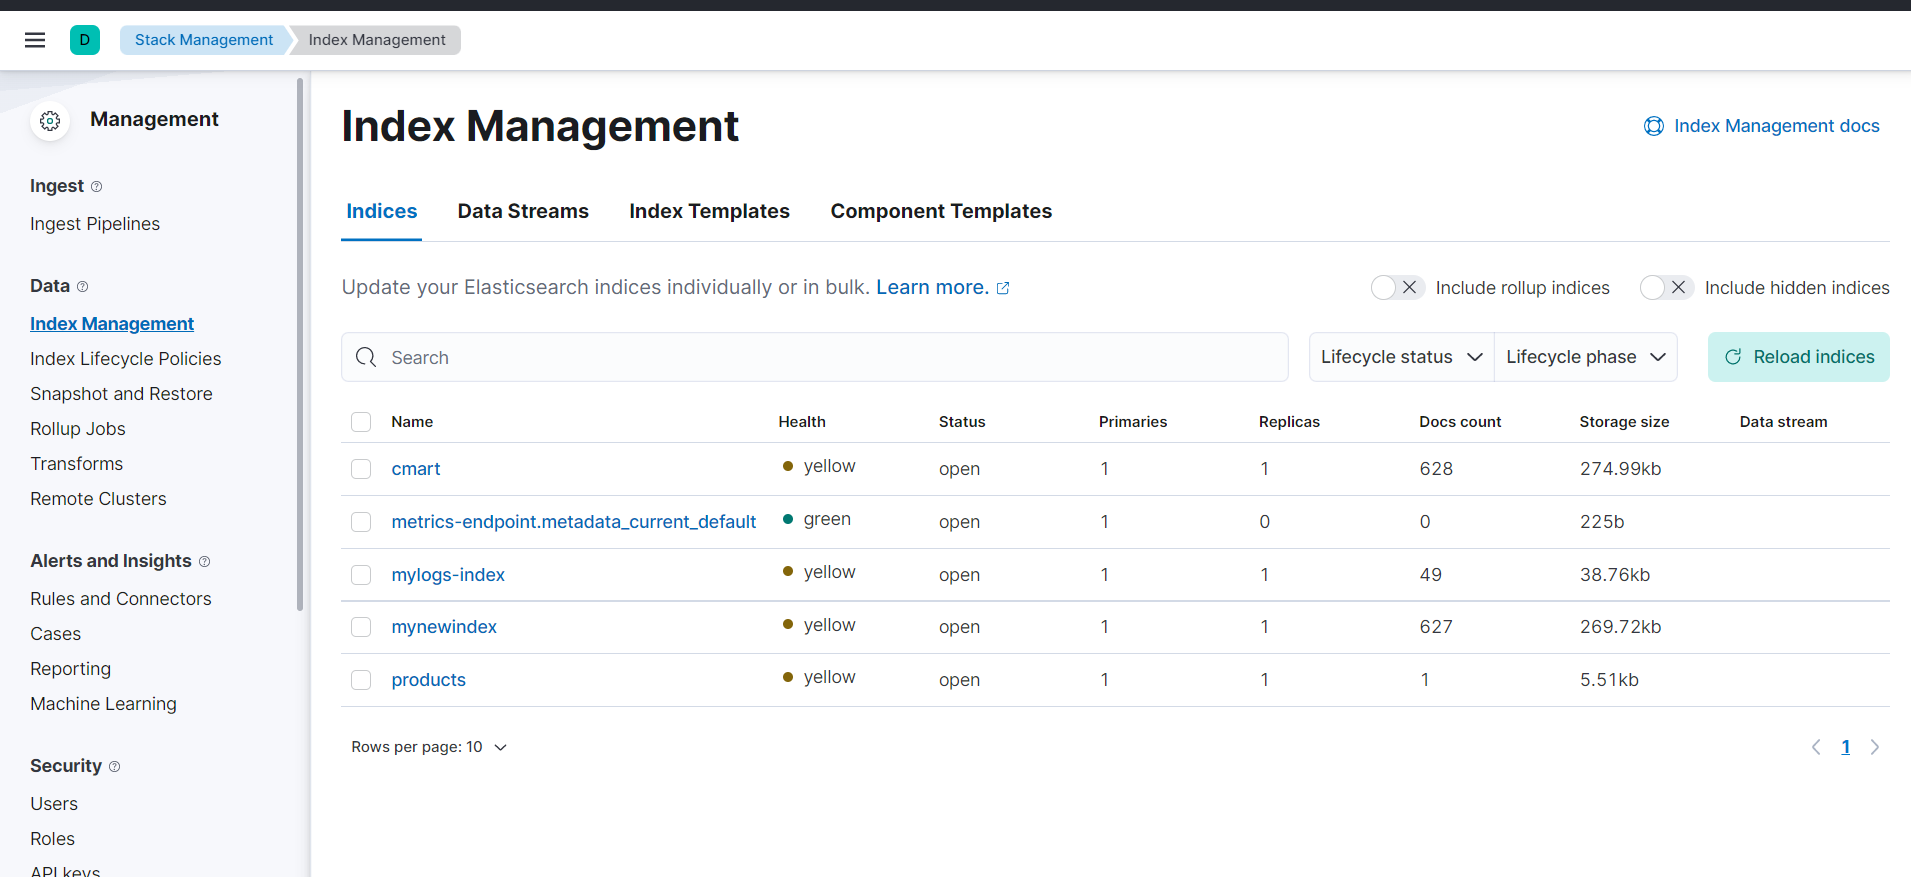 D Stack Management Index Management
Management
Ingest
Ingest Pipelines
Data
Index Management
Index Lifecycle Policies
Snapshot and Restore
Rollup Jobs
Transforms
Remote Clusters
Alerts and Insights
Rules and Connectors
Cases
Reporting
Machine Learning
Security
Users
Roles
API keys
Index Management
Index Management docs
Indices Data Streams Index Templates Component Templates
Update your Elasticsearch indices individually or in bulk. Learn more.
Include rollup indices Include hidden indices
Search Lifecycle status Lifecycle phase Reload indices
Name Health Status Primaries Replicas Docs count Storage size Data stream
cmart yellow open 1 1 628 274.99kb
metrics-endpoint.metadata_current_default green open 1 0 0 225b
mylogs-index yellow open 1 1 49 38.76kb
mynewindex yellow open 1 1 627 269.72kb
products yellow open 1 1 1 5.51kb
Rows per page: 10 1